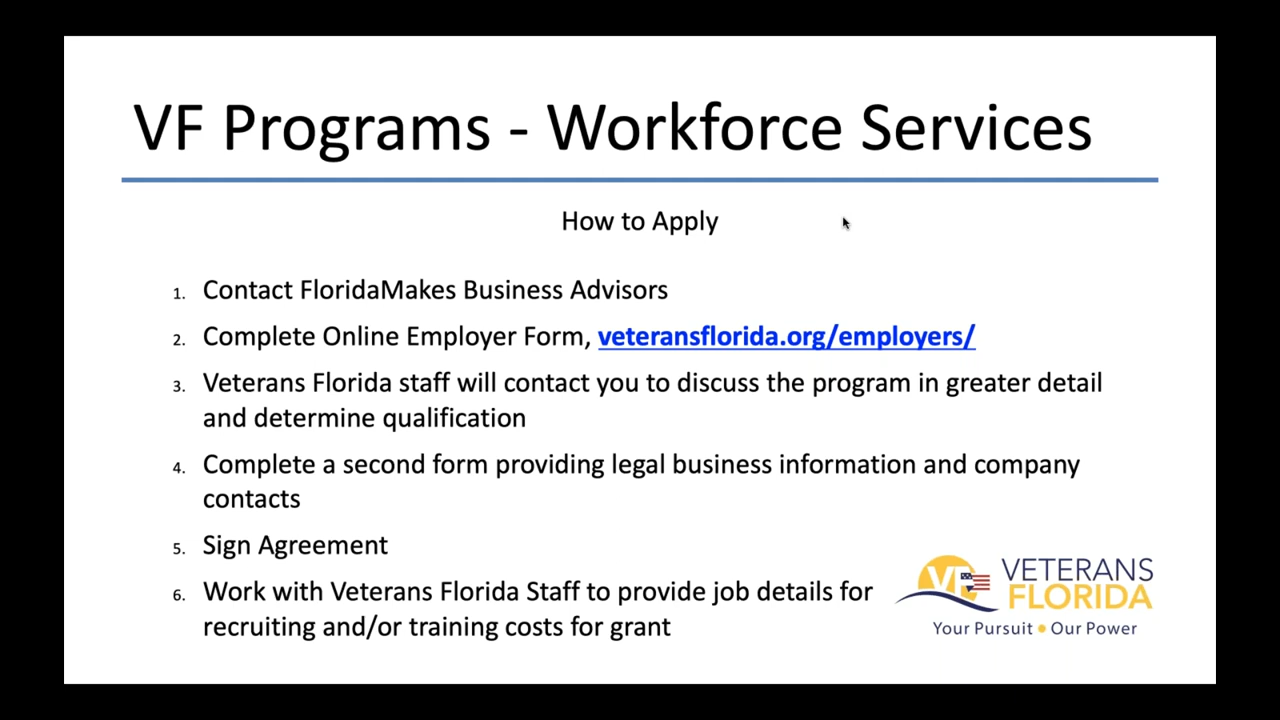 VF Programs - Workforce Services
How to Apply
1. Contact FloridaMakes Business Advisors
2. Complete Online Employer Form, veteransflorida.org/employers/
3. Veterans Florida staff will contact you to discuss the program in greater detail
and determine qualification
4. Complete a second form providing legal business information and company
contacts
5. Sign Agreement
6. Work with Veterans Florida Staff to provide job details for
recruiting and/or training costs for grant
VF
VETERANS
FLORIDA
Your Pursuit • Our Power